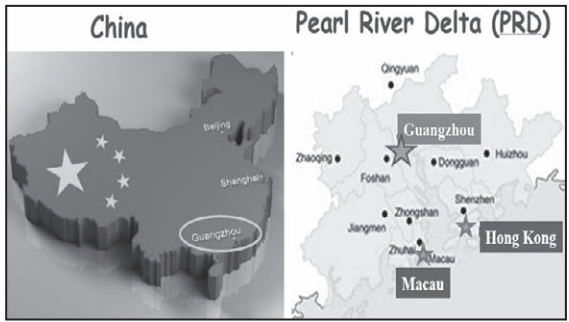 China
Beijing
Shanghai
Guangzhou
Pearl River Delta (PRD)
Qingyuan
Guangzhou
Zhaoqing
Foshan
Dongguan
Huizhou
Shenzhen
Jiangmen
Zhongshan
Hong Kong
Zhuhai
Macau
Macau